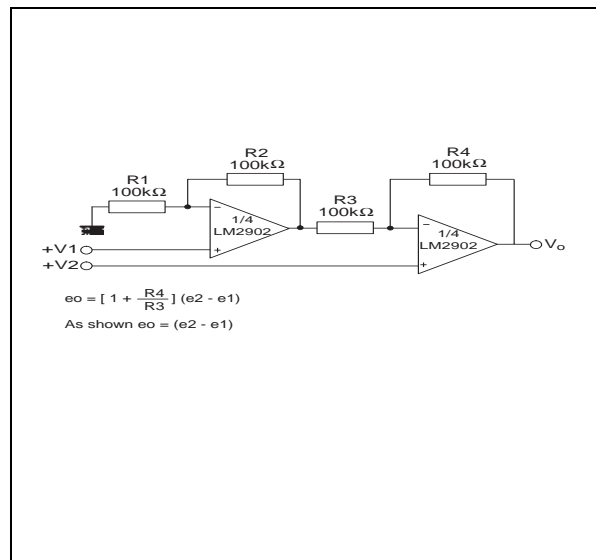 R1
100kΩ
R2
100kΩ
R3
100kΩ
R4
100kΩ
1/4
LM2902
1/4
LM2902
+V1
+V2
Vo
eo = [ 1 + R4/R3 ] (e2 - e1)
As shown eo = (e2 - e1)